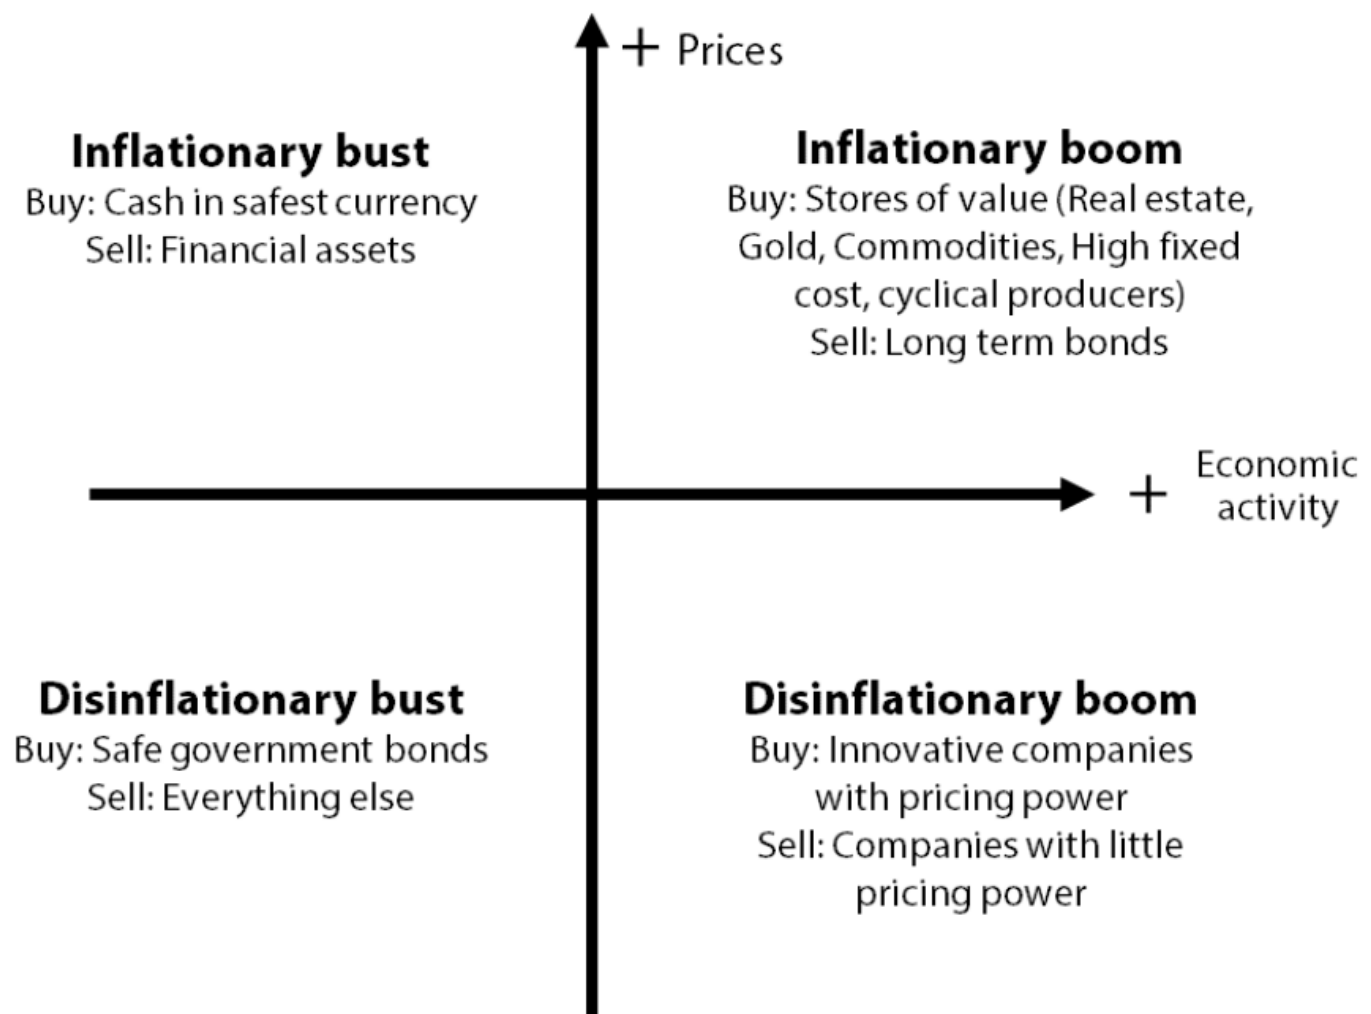 + Prices
Inflationary bust
Buy: Cash in safest currency
Sell: Financial assets
Inflationary boom
Buy: Stores of value (Real estate,
Gold, Commodities, High fixed
cost, cyclical producers)
Sell: Long term bonds
+ Economic
activity
Disinflationary bust
Buy: Safe government bonds
Sell: Everything else
Disinflationary boom
Buy: Innovative companies
with pricing power
Sell: Companies with little
pricing power